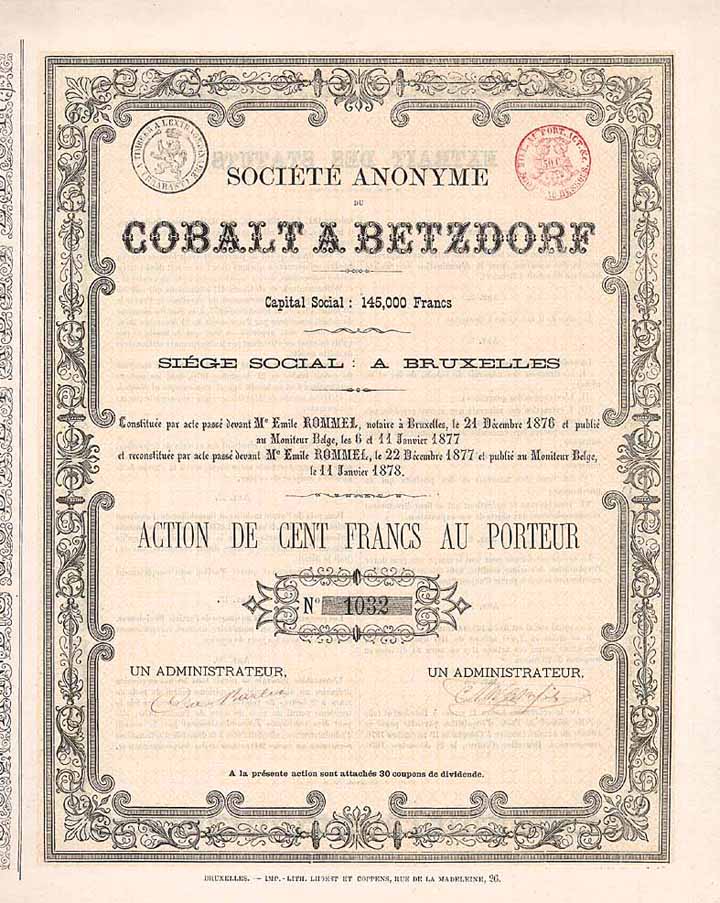 EXTRAIT DES STATUTS
SOCIÉTÉ ANONYME
DU
COBALT A BETZDORF
Capital Social : 145,000 Francs
SIÉGE SOCIAL : A BRUXELLES
Constituée par acte passé devant Me Emile ROMMEL, notaire à Bruxelles, le 21 Décembre 1876 et publié
au Moniteur Belge, les 6 et 11 Janvier 1877
et reconstituée par acte passé devant Me Emile ROMMEL, le 22 Décembre 1877 et publié au Moniteur Belge,
le 11 Janvier 1878.
ACTION DE CENT FRANCS AU PORTEUR
No 1032
UN ADMINISTRATEUR,
UN ADMINISTRATEUR,
A la présente action sont attachés 30 coupons de dividende.
BRUXELLES. — IMP.-LITH. LHOEST ET COPPENS, RUE DE LA MADELEINE, 26.